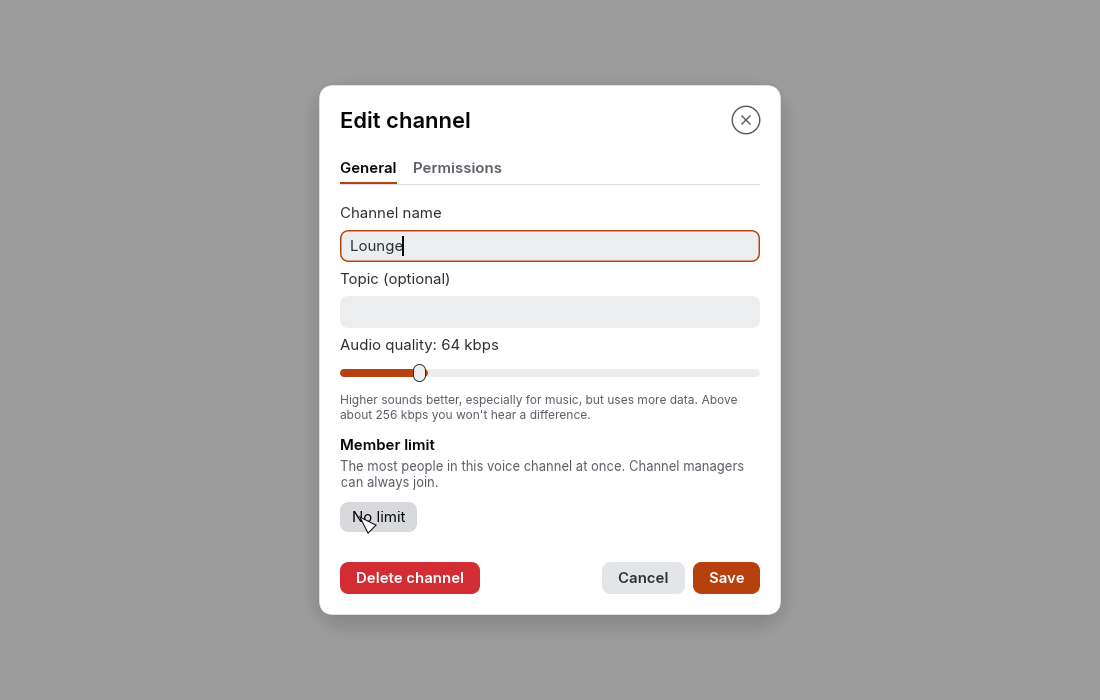 Edit channel
General Permissions
Channel name
Lounge
Topic (optional)
Audio quality: 64 kbps
Higher sounds better, especially for music, but uses more data. Above
about 256 kbps you won't hear a difference.
Member limit
The most people in this voice channel at once. Channel managers
can always join.
No limit
Delete channel Cancel Save